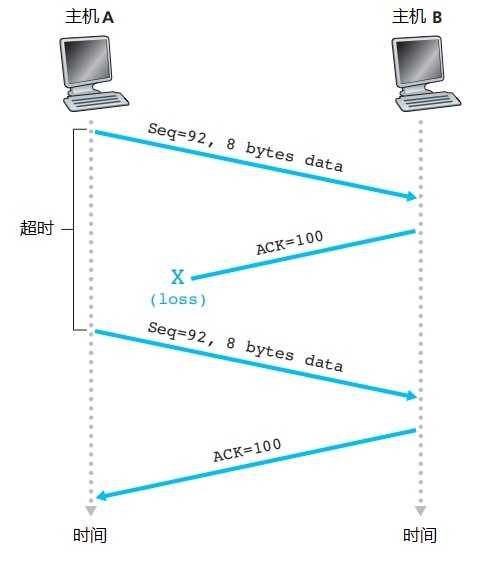 主机 A
主机 B
Seq=92, 8 bytes data
超时
ACK=100
X
(loss)
Seq=92, 8 bytes data
ACK=100
时间
时间